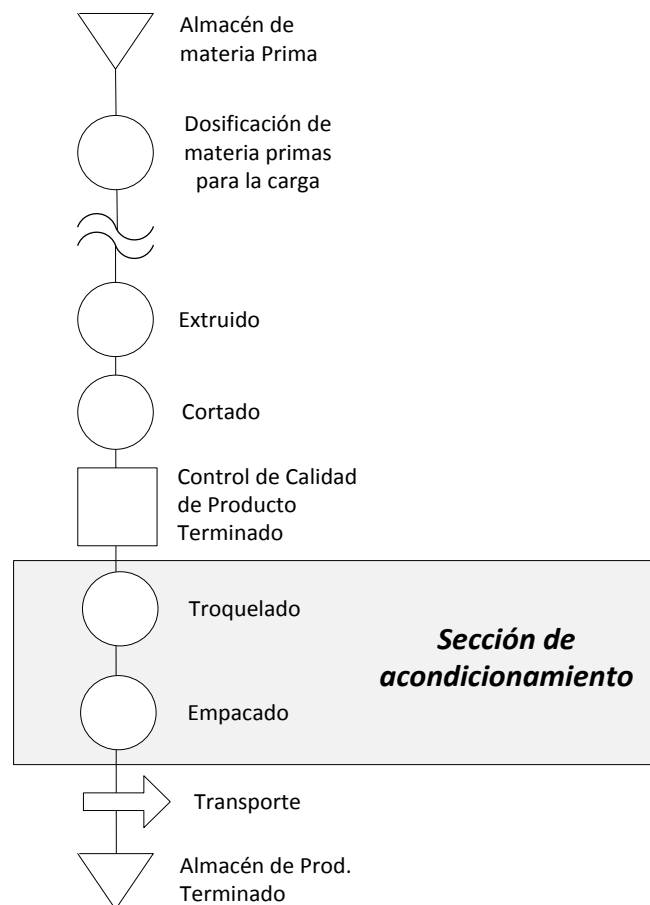 Almacén de
materia Prima
Dosificación de
materia primas
para la carga
Extruido
Cortado
Control de Calidad
de Producto
Terminado
Troquelado
Sección de
acondicionamiento
Empacado
Transporte
Almacén de Prod.
Terminado